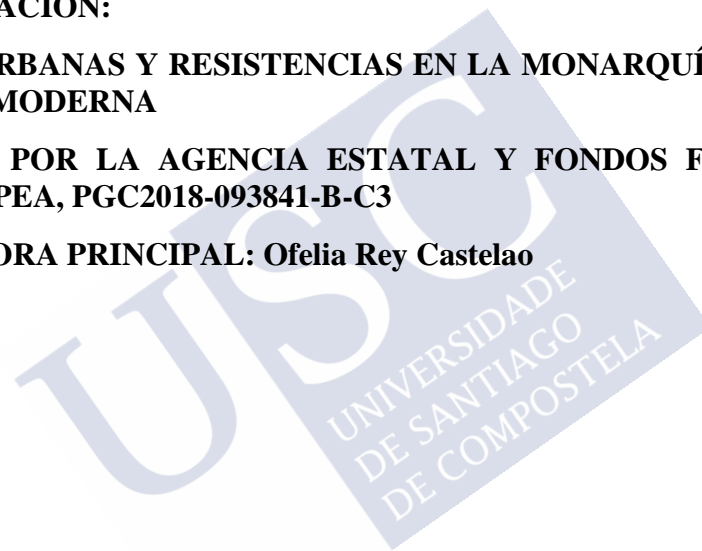 ACIÓN:
RBANAS Y RESISTENCIAS EN LA MONARQUÍ
MODERNA
POR LA AGENCIA ESTATAL Y FONDOS F
PEA, PGC2018-093841-B-C3
ORA PRINCIPAL: Ofelia Rey Castelao
USC
UNIVERSIDADE
DE SANTIAGO
DE COMPOSTELA